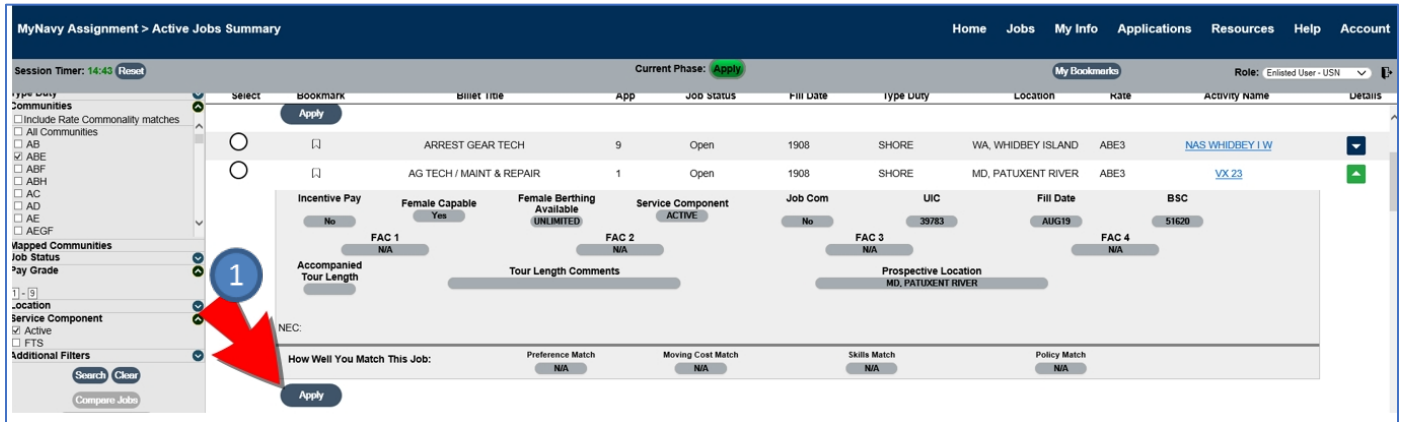 MyNavy Assignment > Active Jobs Summary Home Jobs My Info Applications Resources Help Account
Session Timer: 14:43 Reset Current Phase: Apply My Bookmarks Role: Enlisted User - USN
Type Duty Select Bookmark Billet Title App Job Status Fill Date Type Duty Location Rate Activity Name Details
Communities
Apply
Include Rate Commonality matches
All Communities
AB
ABE
ABF
ABH
AC
AD
AE
AEGF
Mapped Communities
Job Status
Pay Grade
1 - 9
Location
Service Component
Active
FTS
Additional Filters
Search Clear
Compare Jobs
ARREST GEAR TECH 9 Open 1908 SHORE WA, WHIDBEY ISLAND ABE3 NAS WHIDBEY I W
AG TECH / MAINT & REPAIR 1 Open 1908 SHORE MD, PATUXENT RIVER ABE3 VX 23
Incentive Pay Female Capable Female Berthing Available Service Component Job Com UIC Fill Date BSC
No Yes UNLIMITED ACTIVE No 39783 AUG19 51620
FAC 1 FAC 2 FAC 3 FAC 4
N/A N/A N/A N/A
Accompanied Tour Length Tour Length Comments Prospective Location
MD, PATUXENT RIVER
1
NEC:
How Well You Match This Job: Preference Match Moving Cost Match Skills Match Policy Match
N/A N/A N/A N/A
Apply